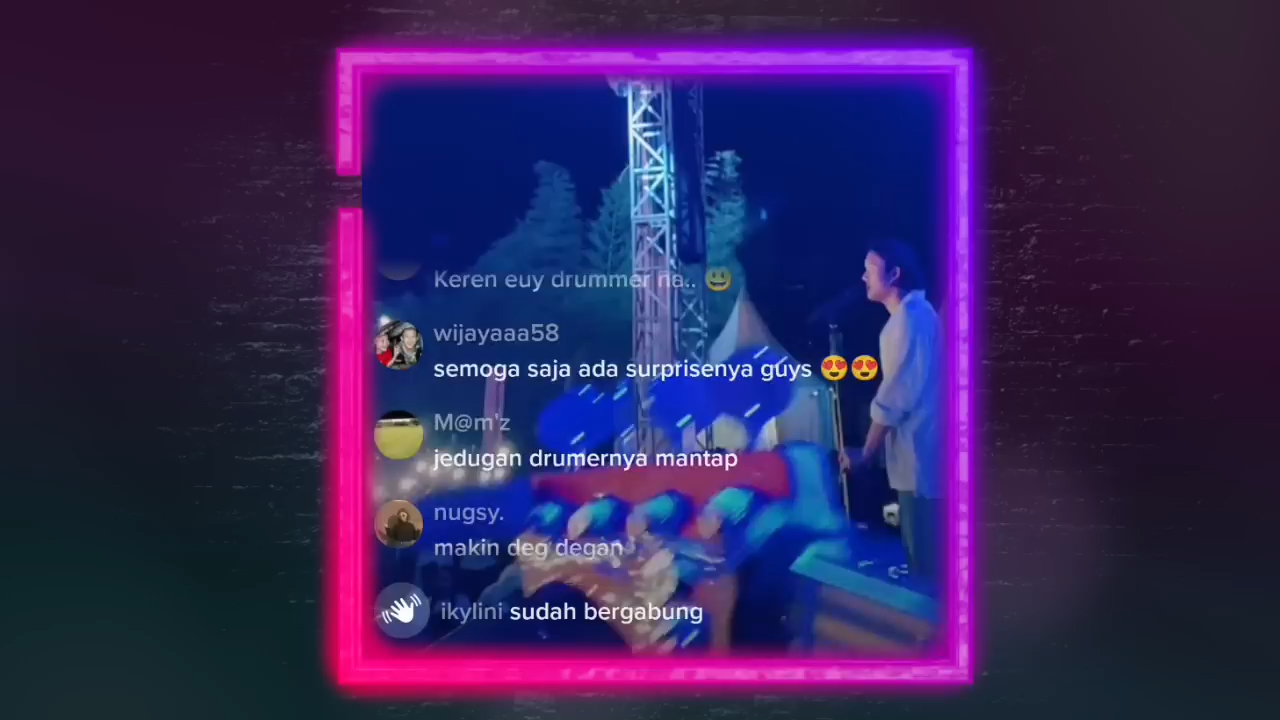 Keren euy drummer na.. 😃
wijayaaa58
semoga saja ada surprisenya guys 😍😍
M@m'z
jedugan drumernya mantap
nugsy.
makin deg degan
ikylini sudah bergabung